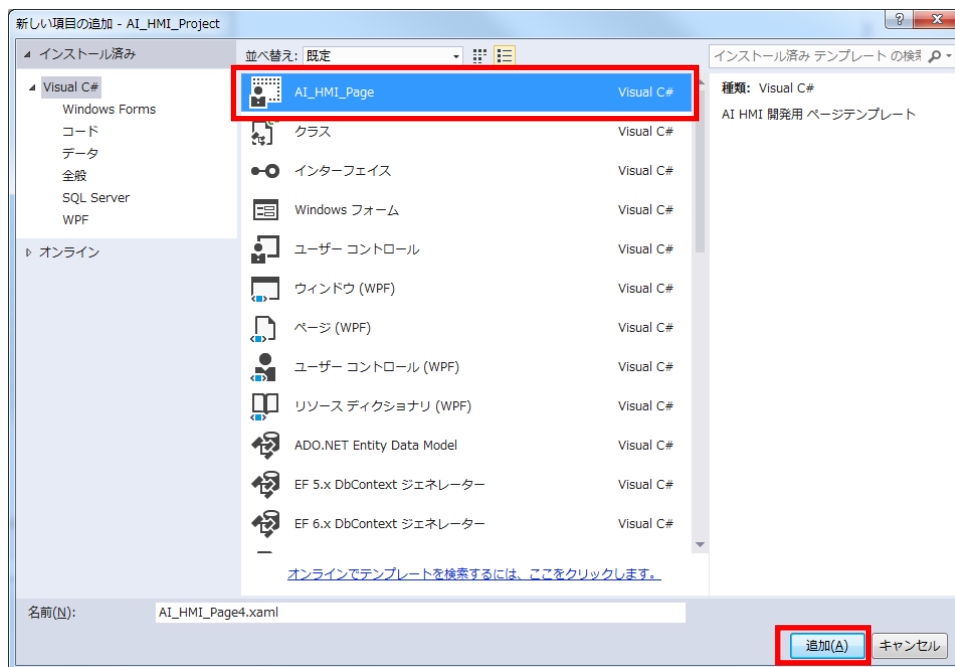 新しい項目の追加 - AI_HMI_Project
インストール済み
Visual C#
Windows Forms
コード
データ
全般
SQL Server
WPF
オンライン
並べ替え: 既定
AI_HMI_Page Visual C#
クラス Visual C#
インターフェイス Visual C#
Windows フォーム Visual C#
ユーザー コントロール Visual C#
ウィンドウ (WPF) Visual C#
ページ (WPF) Visual C#
ユーザー コントロール (WPF) Visual C#
リソース ディクショナリ (WPF) Visual C#
ADO.NET Entity Data Model Visual C#
EF 5.x DbContext ジェネレーター Visual C#
EF 6.x DbContext ジェネレーター Visual C#
オンラインでテンプレートを検索するには、ここをクリックします。
インストール済み テンプレート の検索
種類: Visual C#
AI HMI 開発用 ページテンプレート
名前(N): AI_HMI_Page4.xaml
追加(A) キャンセル